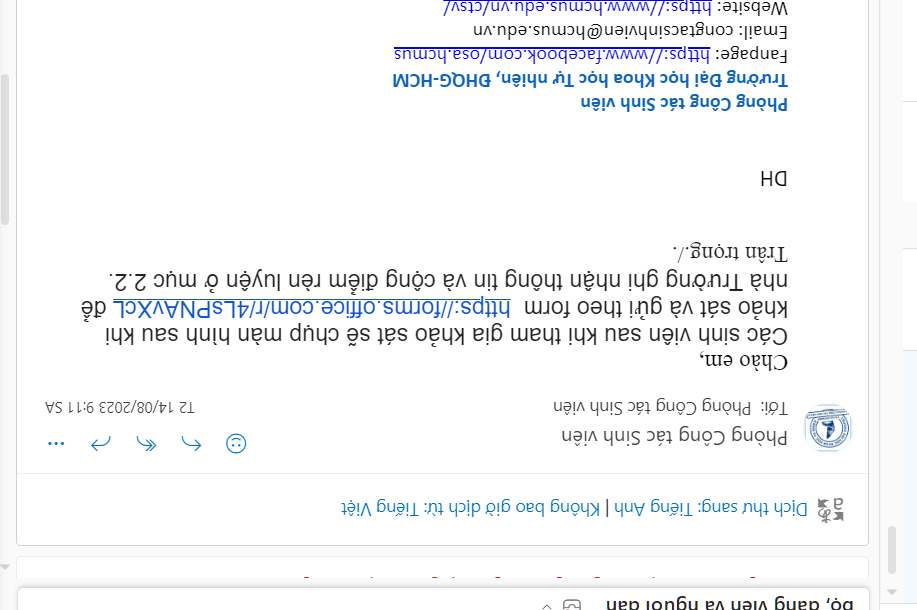 bộ, đảng viên và người dân
Dịch thư sang: Tiếng Anh | Không bao giờ dịch từ: Tiếng Việt
Phòng Công tác Sinh viên
Tới: Phòng Công tác Sinh viên
T2 14/08/2023 9:11 SA
Chào em,
Các sinh viên sau khi tham gia khảo sát sẽ chụp màn hình sau khi
khảo sát và gửi theo form https://forms.office.com/r/4LsPNAvXcL để
nhà Trường ghi nhận thông tin và cộng điểm rèn luyện ở mục 2.2.
Trân trọng./.
DH
Phòng Công tác Sinh viên
Trường Đại học Khoa học Tự nhiên, ĐHQG-HCM
Fanpage: https://www.facebook.com/osa.hcmus
Email: congtacsinhvien@hcmus.edu.vn
Website: https://www.hcmus.edu.vn/ctsv/